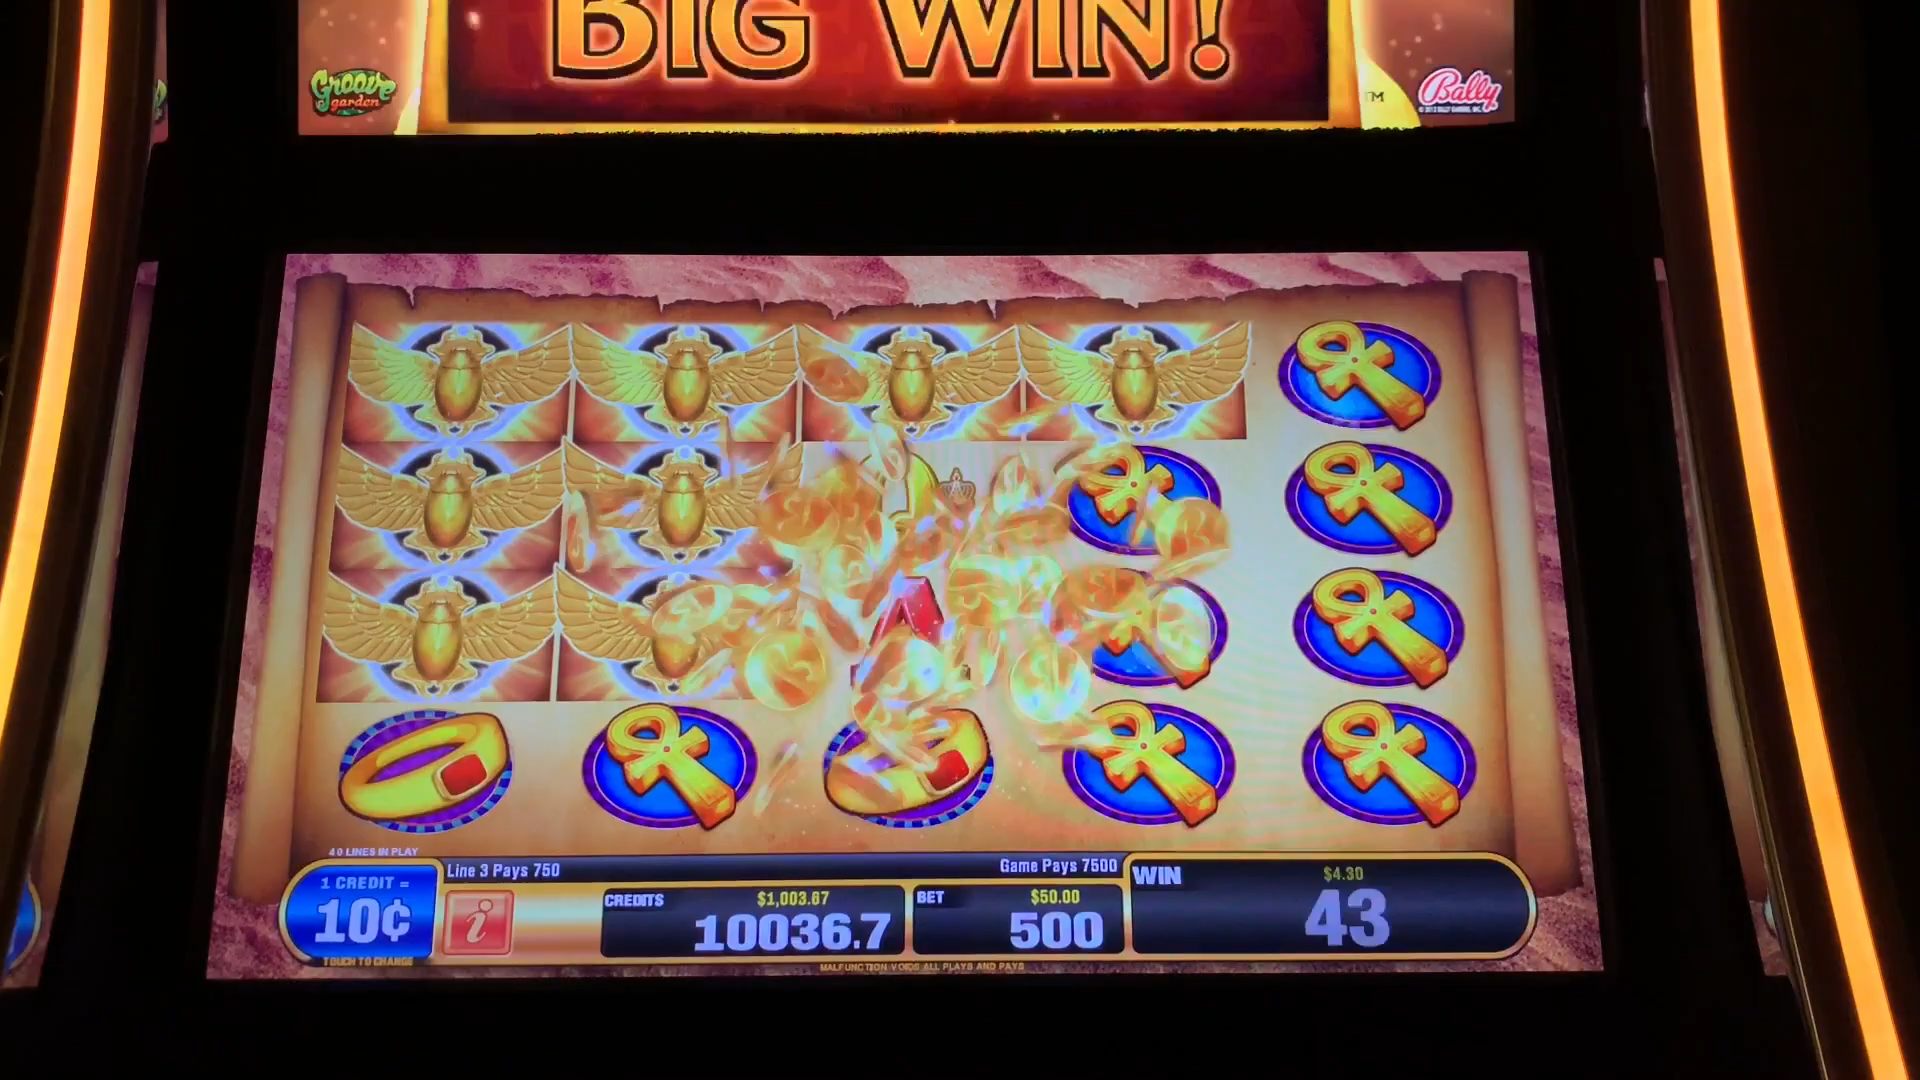 BIG WIN!
Groove
garden
TM
Bally
40 LINES IN PLAY
Line 3 Pays 750
Game Pays 7500
1 CREDIT =
10¢
TOUCH TO CHANGE
i
CREDITS
$1,003.67
10036.7
BET
$50.00
500
WIN
$4.30
43
MALFUNCTION VOIDS ALL PLAYS AND PAYS